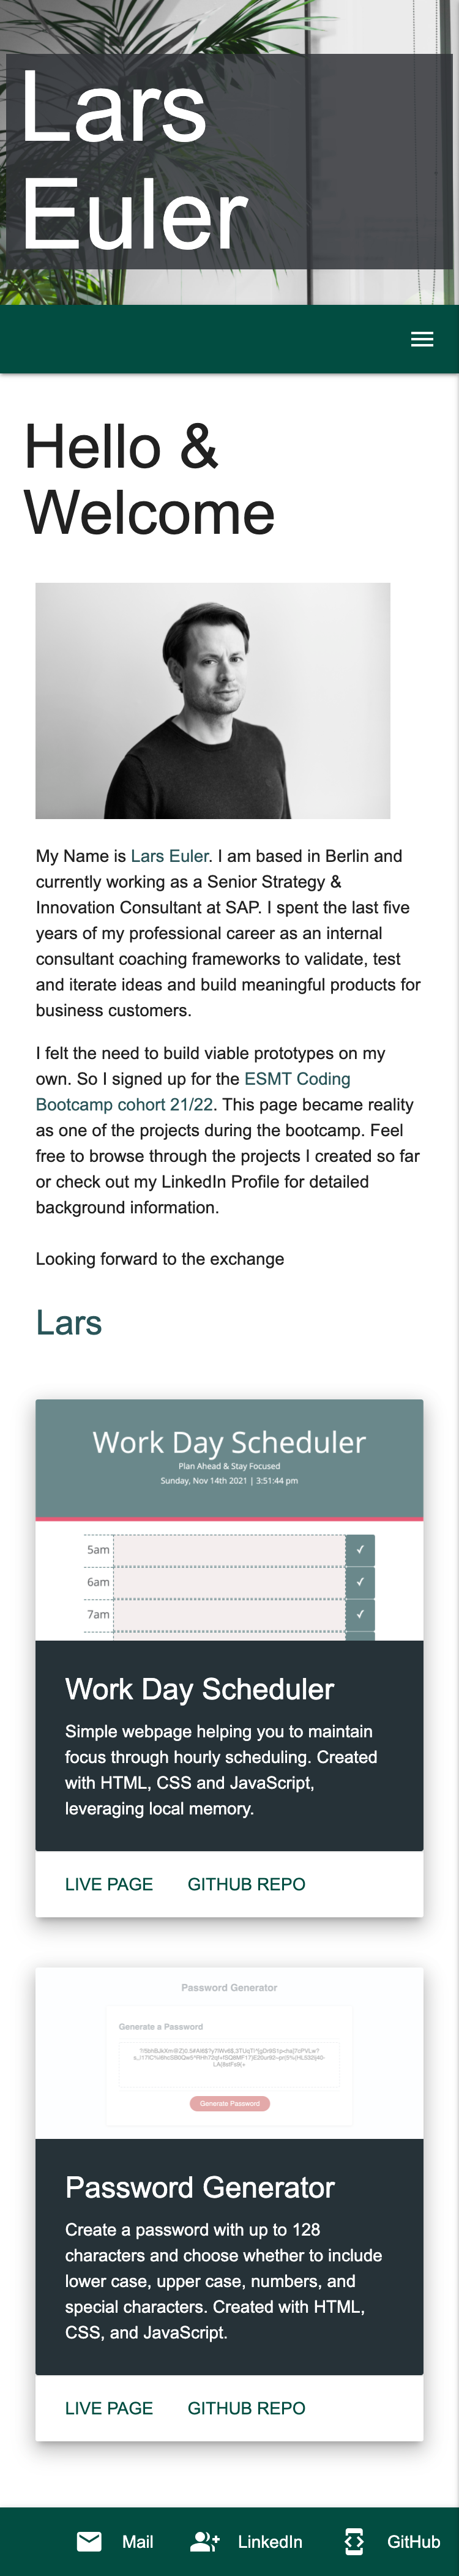 Lars
Euler
Hello &
Welcome
My Name is Lars Euler. I am based in Berlin and
currently working as a Senior Strategy &
Innovation Consultant at SAP. I spent the last five
years of my professional career as an internal
consultant coaching frameworks to validate, test
and iterate ideas and build meaningful products for
business customers.
I felt the need to build viable prototypes on my
own. So I signed up for the ESMT Coding
Bootcamp cohort 21/22. This page became reality
as one of the projects during the bootcamp. Feel
free to browse through the projects I created so far
or check out my LinkedIn Profile for detailed
background information.
Looking forward to the exchange
Lars
Work Day Scheduler
Plan Ahead & Stay Focused
Sunday, Nov 14th 2021 | 3:51:44 pm
5am ✓
6am ✓
7am ✓
Work Day Scheduler
Simple webpage helping you to maintain
focus through hourly scheduling. Created
with HTML, CSS and JavaScript,
leveraging local memory.
LIVE PAGE GITHUB REPO
Password Generator
Generate a Password
Generate Password
Password Generator
Create a password with up to 128
characters and choose whether to include
lower case, upper case, numbers, and
special characters. Created with HTML,
CSS, and JavaScript.
LIVE PAGE GITHUB REPO
Mail LinkedIn GitHub